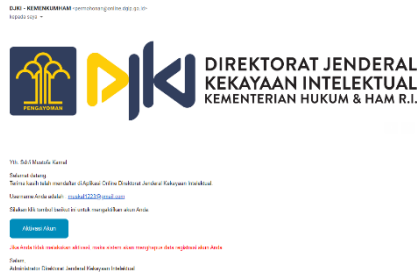 DJKI - KEMENKUMHAM
kepada saya
PENGAYOMAN
DJKI
DIREKTORAT JENDERAL
KEKAYAAN INTELEKTUAL
KEMENTERIAN HUKUM & HAM R.I.
Yth. Mustafa Kamal
Selamat datang
Terima kasih telah mendaftar di Aplikasi Online Direktorat Jenderal Kekayaan Intelektual.
Username Anda adalah :
Silakan klik tombol berikut ini untuk mengaktifkan akun Anda.
Aktivasi Akun
Jika Anda tidak melakukan aktivasi, maka sistem akan menghapus data registrasi akun Anda.
Salam,
Administrator Direktorat Jenderal Kekayaan Intelektual